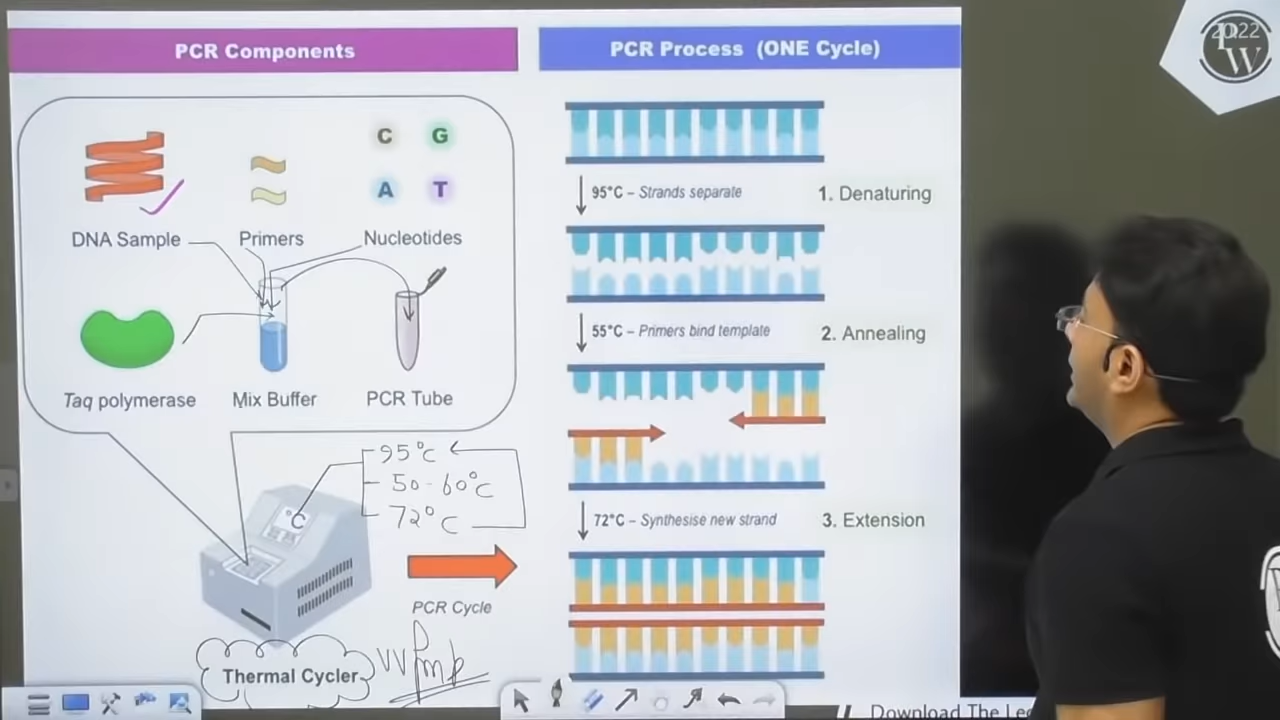 PCR Components
C G
A T
DNA Sample
Primers
Nucleotides
Taq polymerase
Mix Buffer
PCR Tube
°C
95°C
50-60°C
72°C
PCR Cycle
Thermal Cycler
PCR Process (ONE Cycle)
95°C – Strands separate
1. Denaturing
55°C – Primers bind template
2. Annealing
72°C – Synthesise new strand
3. Extension
2022
PW
Download The